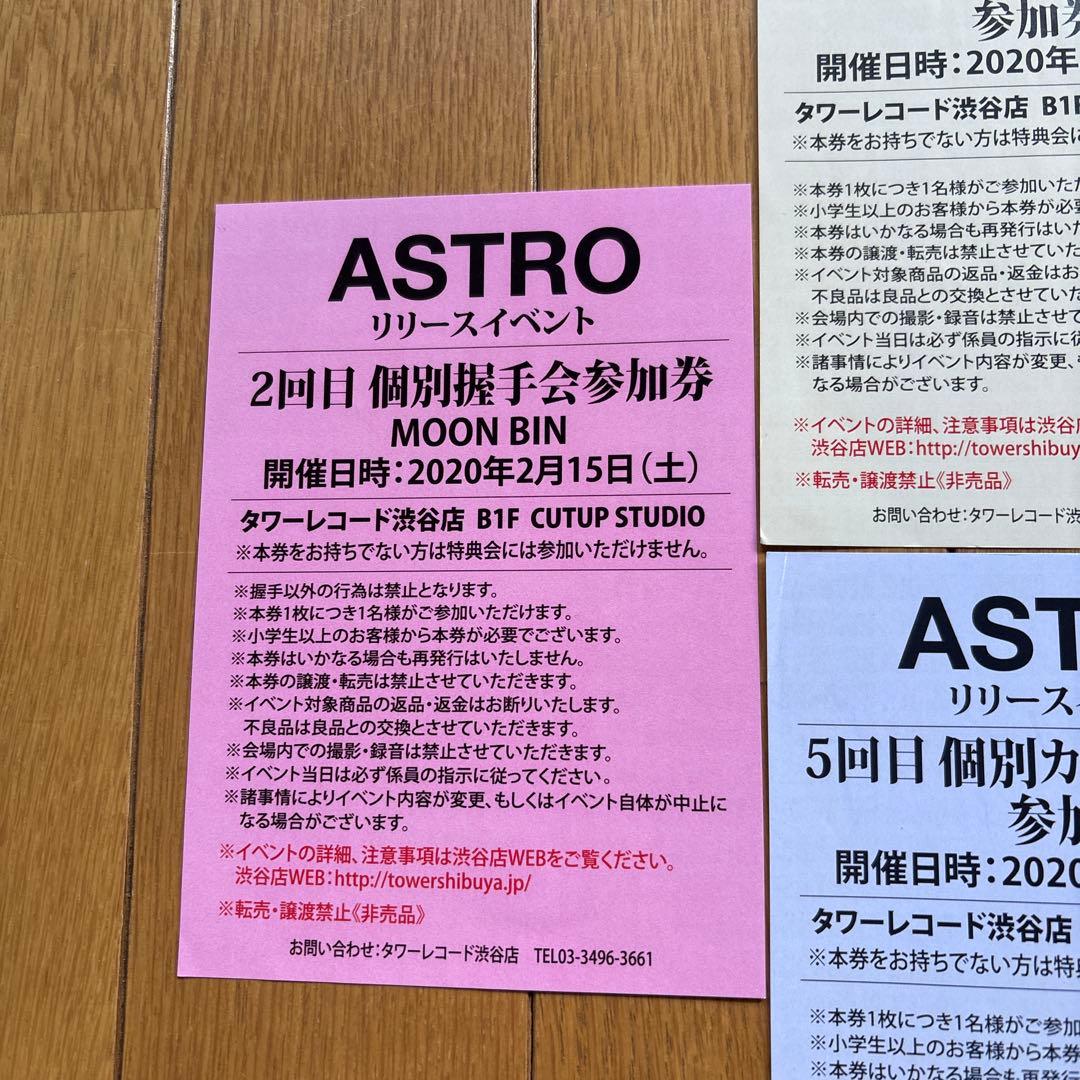 ASTRO
リリースイベント
2回目 個別握手会参加券
MOON BIN
開催日時：2020年2月15日（土）
タワーレコード渋谷店 B1F CUTUP STUDIO
※本券をお持ちでない方は特典会には参加いただけません。
※握手以外の行為は禁止となります。
※本券1枚につき1名様がご参加いただけます。
※小学生以上のお客様から本券が必要でございます。
※本券はいかなる場合も再発行はいたしません。
※本券の譲渡・転売は禁止させていただきます。
※イベント対象商品の返品・返金はお断りいたします。
不良品は良品との交換とさせていただきます。
※会場内での撮影・録音は禁止させていただきます。
※イベント当日は必ず係員の指示に従ってください。
※諸事情によりイベント内容が変更、もしくはイベント自体が中止に
なる場合がございます。
※イベントの詳細、注意事項は渋谷店WEBをご覧ください。
渋谷店WEB：http://towershibuya.jp/
※転売・譲渡禁止《非売品》
お問い合わせ：タワーレコード渋谷店 TEL03-3496-3661
参加
開催日時：2020年
タワーレコード渋谷店 B1F
※本券をお持ちでない方は特典会に
※本券1枚につき1名様がご参加いただ
※小学生以上のお客様から本券が必要
※本券はいかなる場合も再発行はいた
※本券の譲渡・転売は禁止させていた
※イベント対象商品の返品・返金はお
不良品は良品との交換とさせていた
※会場内での撮影・録音は禁止させて
※イベント当日は必ず係員の指示に従
※諸事情によりイベント内容が変更、
なる場合がございます。
※イベントの詳細、注意事項は渋谷
渋谷店WEB：http://towershibuy
※転売・譲渡禁止《非売品》
お問い合わせ：タワーレコード渋
AST
リリース
5回目 個別カ
参加
開催日時：2020
タワーレコード渋谷店
※本券をお持ちでない方は特
※本券1枚につき1名様がご参加
※小学生以上のお客様から本券
※本券はいかなる場合も再発行